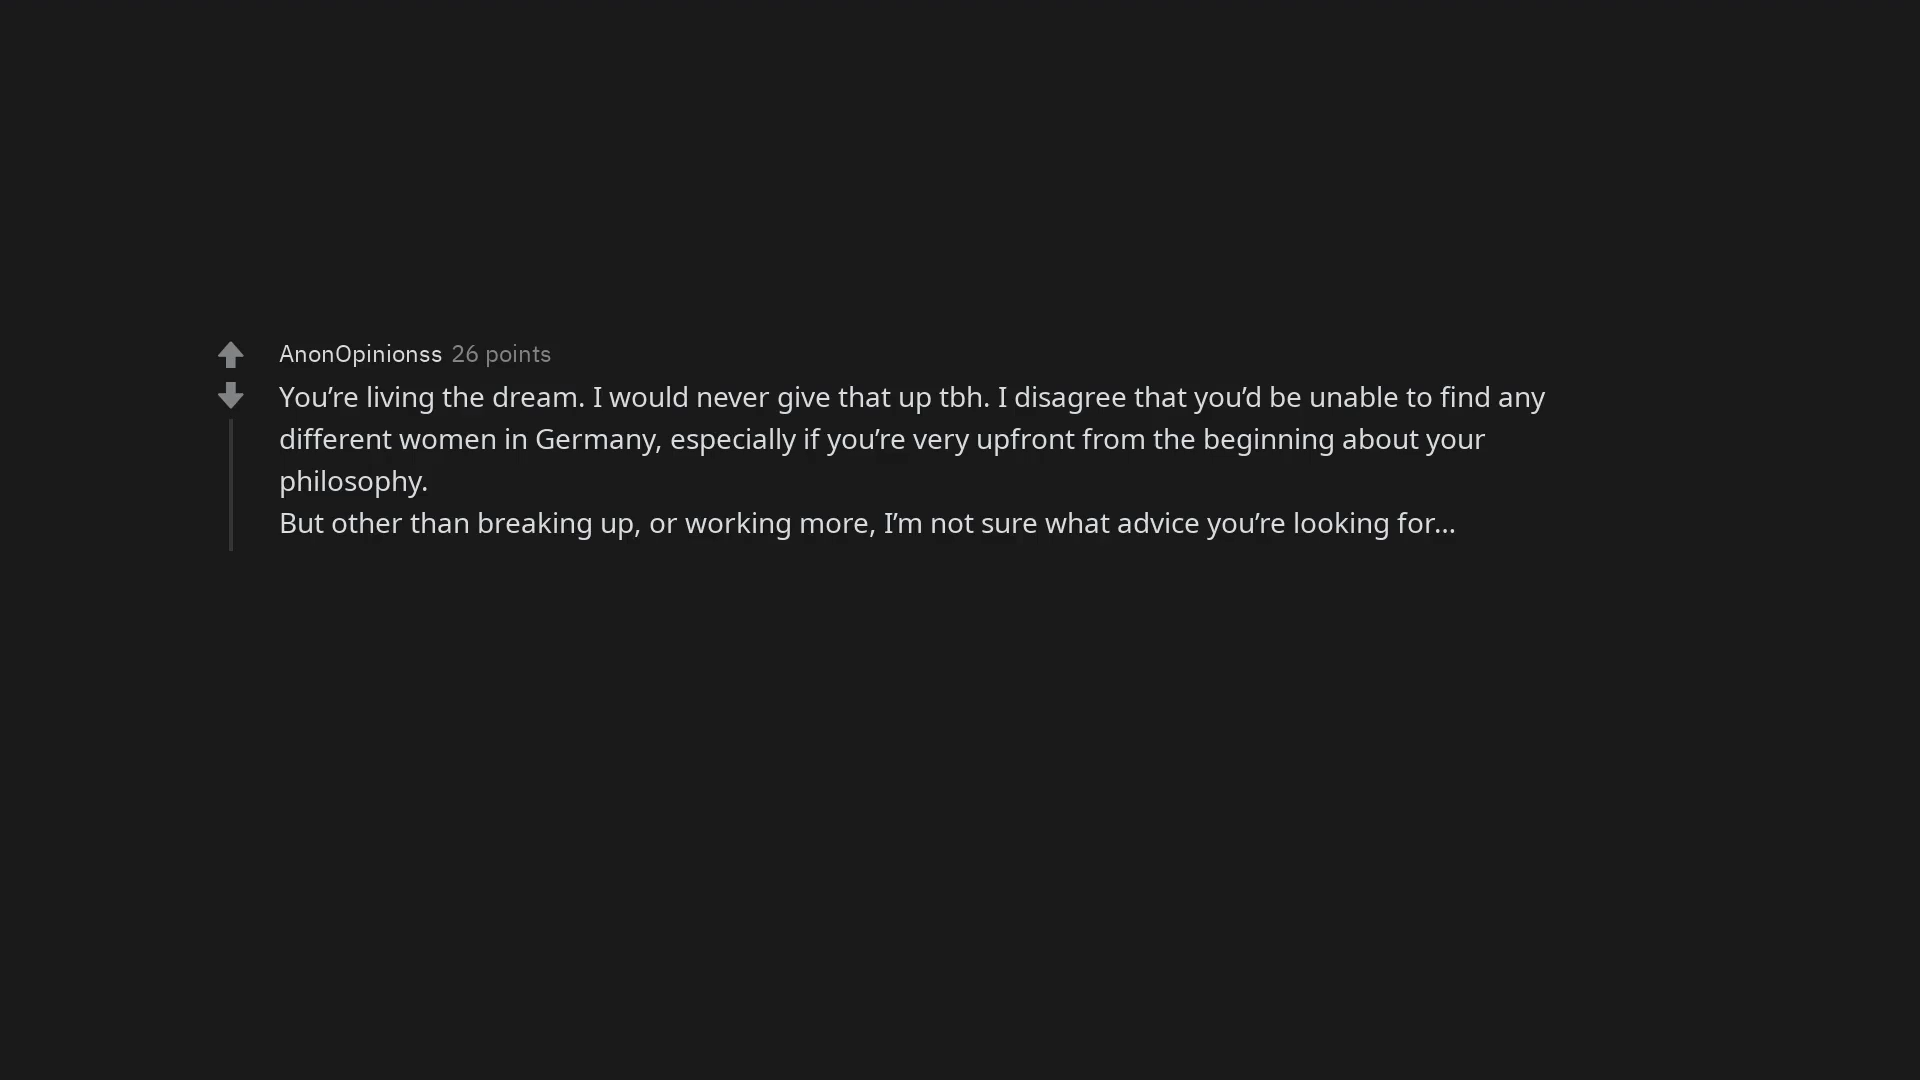 AnonOpinionss 26 points
You’re living the dream. I would never give that up tbh. I disagree that you’d be unable to find any
different women in Germany, especially if you’re very upfront from the beginning about your
philosophy.
But other than breaking up, or working more, I’m not sure what advice you’re looking for…